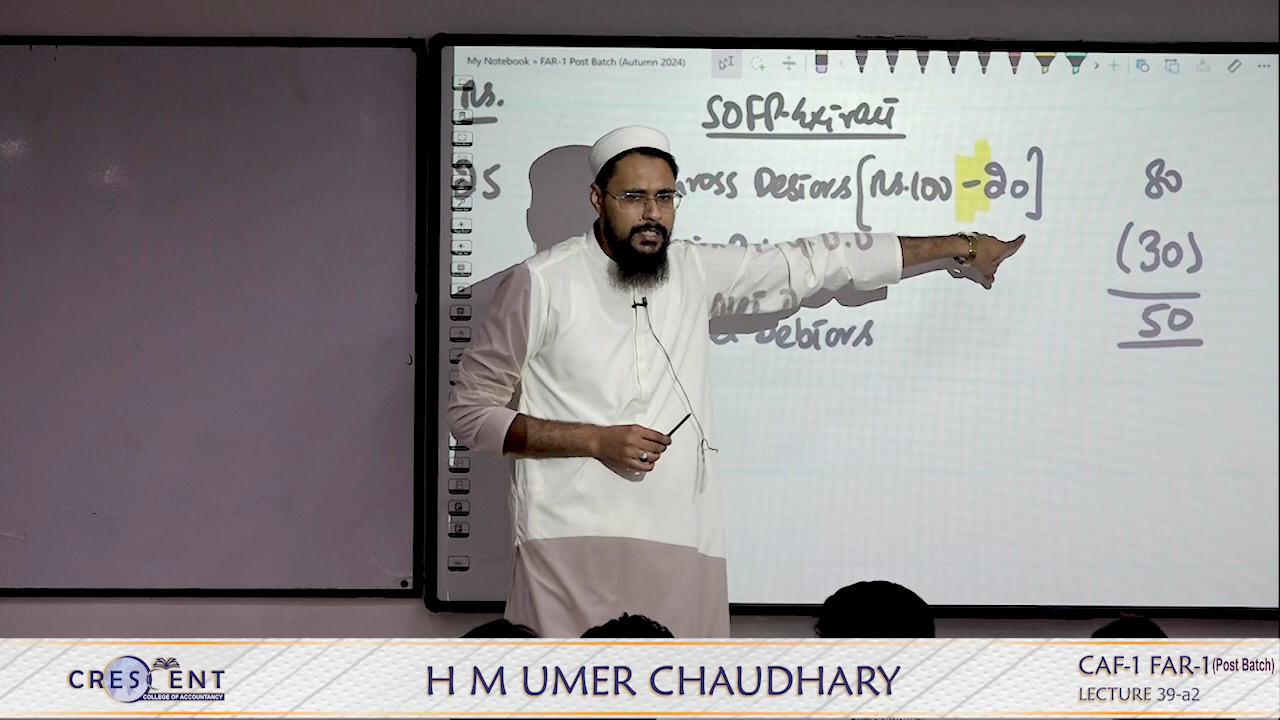 My Notebook » FAR-1 Post Batch (Autumn 2024)
Rs.
SOFP-Extract
Debtors [Rs.100 - 20] 80
(30)
Debtors 50
CRESCENT
COLLEGE OF ACCOUNTANCY
H M UMER CHAUDHARY
CAF-1 FAR-1 (Post Batch)
LECTURE 39-a2